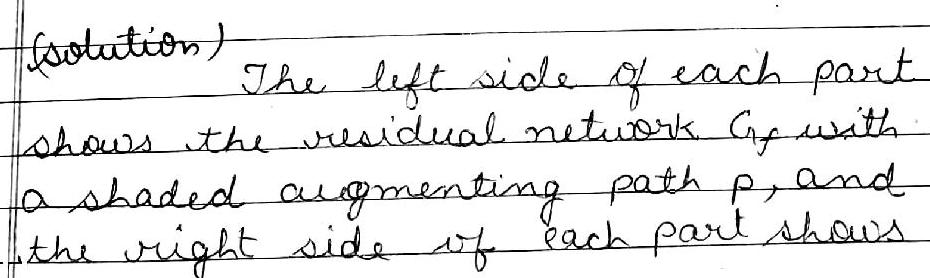 (solution)
The left side of each part
shows the residual network Gf with
a shaded augmenting path p, and
the right side of each part shows